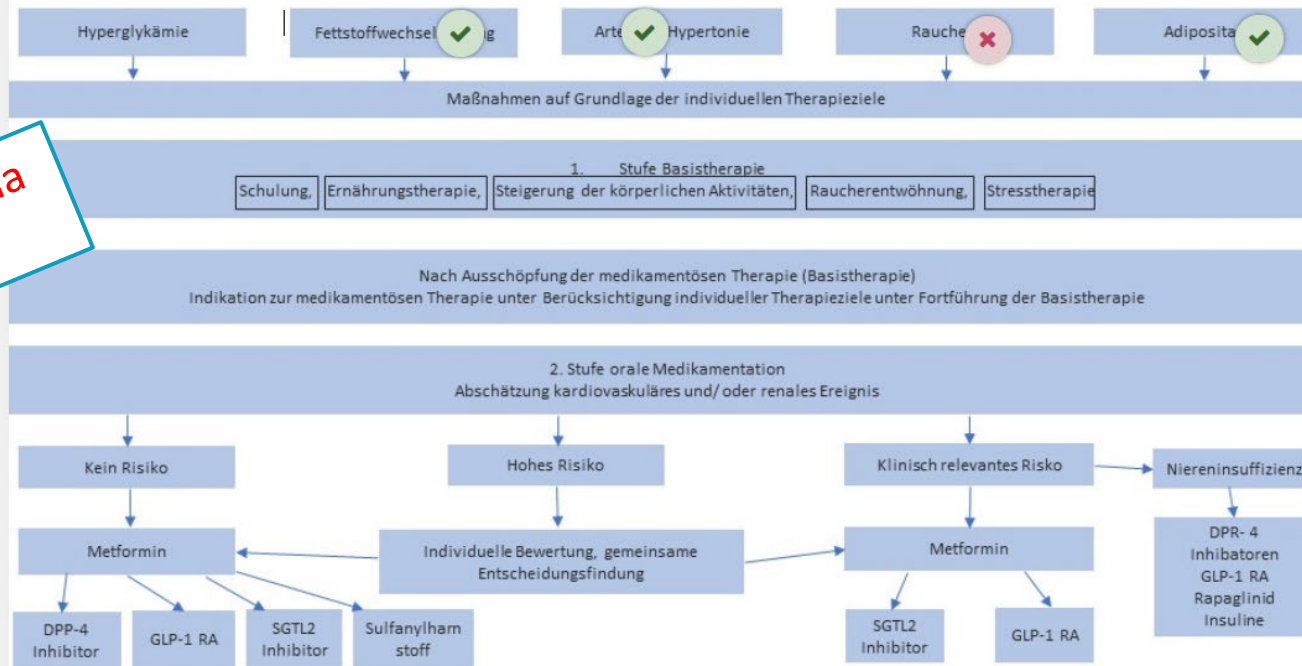 Hyperglykämie
Fettstoffwechsel g
Arte Hypertonie
Rauche
Adiposita
Maßnahmen auf Grundlage der individuellen Therapieziele
na
1. Stufe Basistherapie
Schulung, Ernährungstherapie, Steigerung der körperlichen Aktivitäten, Raucherentwöhnung, Stresstherapie
Nach Ausschöpfung der medikamentösen Therapie (Basistherapie)
Indikation zur medikamentösen Therapie unter Berücksichtigung individueller Therapieziele unter Fortführung der Basistherapie
2. Stufe orale Medikamentation
Abschätzung kardiovaskuläres und/ oder renales Ereignis
Kein Risiko
Hohes Risiko
Klinisch relevantes Risko
Niereninsuffizienz
Metformin
Individuelle Bewertung, gemeinsame
Entscheidungsfindung
Metformin
DPR- 4
Inhibatoren
GLP-1 RA
Rapaglinid
Insuline
DPP-4
Inhibitor
GLP-1 RA
SGTL2
Inhibitor
Sulfanylharn
stoff
SGTL2
Inhibitor
GLP-1 RA